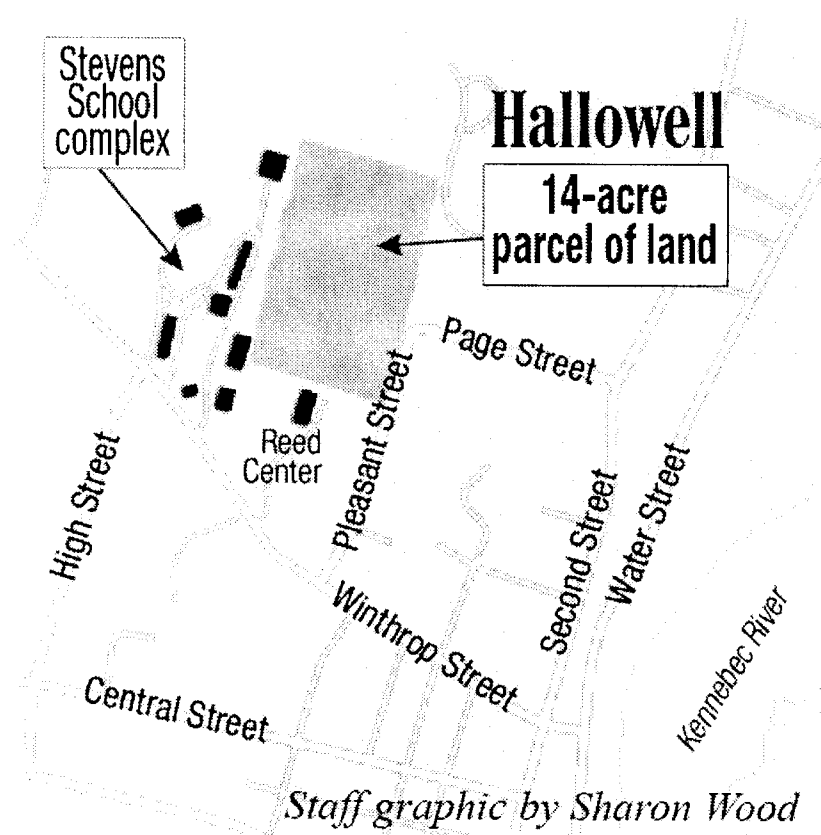 Stevens
School
complex
Hallowell
14-acre
parcel of land
Page Street
Pleasant Street
Reed
Center
High Street
Second Street
Water Street
Winthrop Street
Kennebec River
Central Street
Staff graphic by Sharon Wood